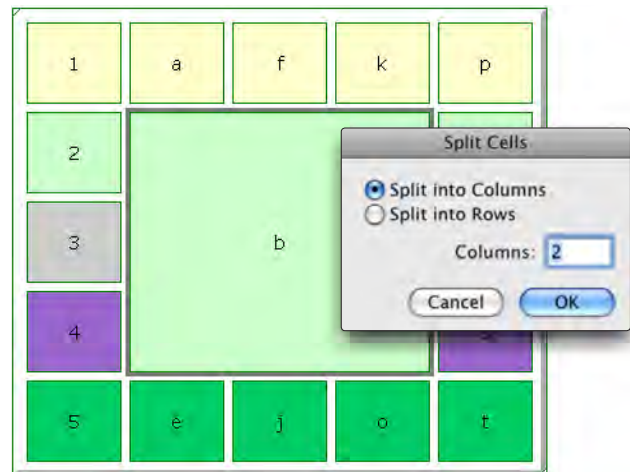 1 a f k p
2
Split Cells
Split into Columns
Split into Rows
3 b
Columns: 2
Cancel OK
4
5 e j o t